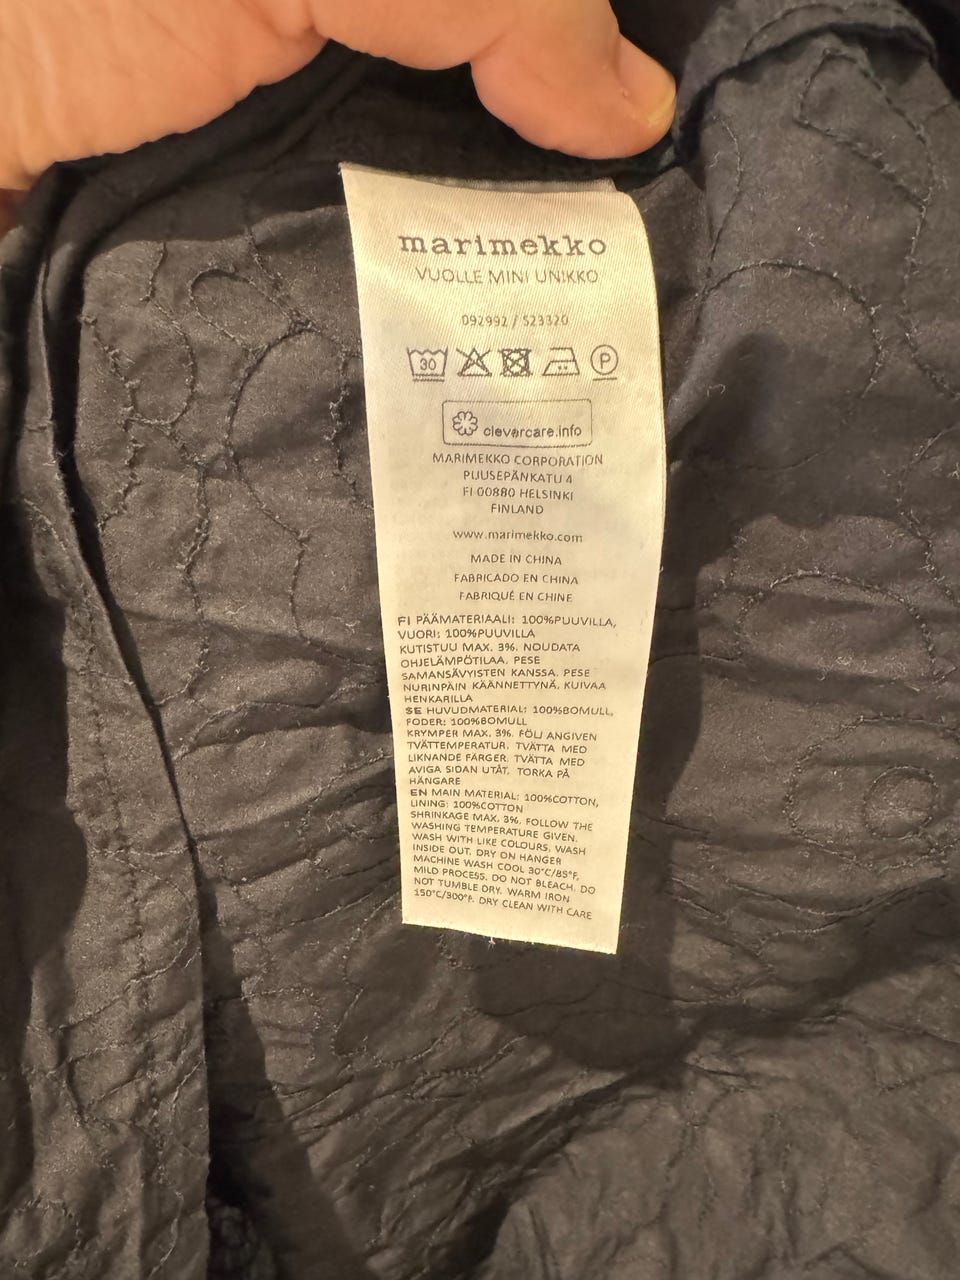 marimekko
VUOLLE MINI UNIKKO
092992 / S23320
30 P
clevercare.info
MARIMEKKO CORPORATION
PUUSEPÄNKATU 4
FI 00880 HELSINKI
FINLAND
www.marimekko.com
MADE IN CHINA
FABRICADO EN CHINA
FABRIQUÉ EN CHINE
FI PÄÄMATERIAALI: 100%PUUVILLA,
VUORI: 100%PUUVILLA
KUTISTUU MAX. 3%. NOUDATA
OHJELÄMPÖTILAA. PESE
SAMANSÄVYISTEN KANSSA. PESE
NURINPÄIN KÄÄNNETTYNÄ. KUIVAA
HENKARILLA
SE HUVUDMATERIAL: 100%BOMULL,
FODER: 100%BOMULL
KRYMPER MAX. 3%. FÖLJ ANGIVEN
TVÄTTEMPERATUR. TVÄTTA MED
LIKNANDE FÄRGER. TVÄTTA MED
AVIGA SIDAN UTÅT. TORKA PÅ
HÄNGARE
EN MAIN MATERIAL: 100%COTTON,
LINING: 100%COTTON
SHRINKAGE MAX. 3%. FOLLOW THE
WASHING TEMPERATURE GIVEN.
WASH WITH LIKE COLOURS. WASH
INSIDE OUT. DRY ON HANGER
MACHINE WASH COOL 30°C/85°F,
MILD PROCESS. DO NOT BLEACH. DO
NOT TUMBLE DRY. WARM IRON
150°C/300°F. DRY CLEAN WITH CARE